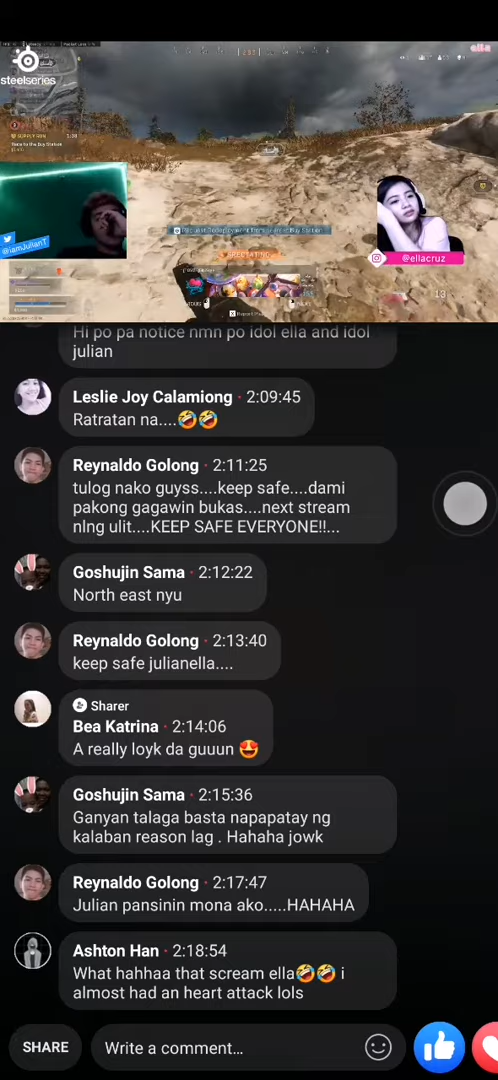 ella
steelseries
SUPPLY RUN
@iamJulianT
SPECTATING
@ellacruz
13
Hi po pa notice nmn po idol ella and idol
julian
Leslie Joy Calamiong · 2:09:45
Ratratan na....🤣🤣
Reynaldo Golong · 2:11:25
tulog nako guyss....keep safe....dami
pakong gagawin bukas....next stream
nlng ulit....KEEP SAFE EVERYONE!!...
Goshujin Sama · 2:12:22
North east nyu
Reynaldo Golong · 2:13:40
keep safe julianella....
Sharer
Bea Katrina · 2:14:06
A really loyk da guuun 🤩
Goshujin Sama · 2:15:36
Ganyan talaga basta napapatay ng
kalaban reason lag . Hahaha jowk
Reynaldo Golong · 2:17:47
Julian pansinin mona ako.....HAHAHA
Ashton Han · 2:18:54
What hahhaa that scream ella🤣🤣 i
almost had an heart attack lols
SHARE
Write a comment...